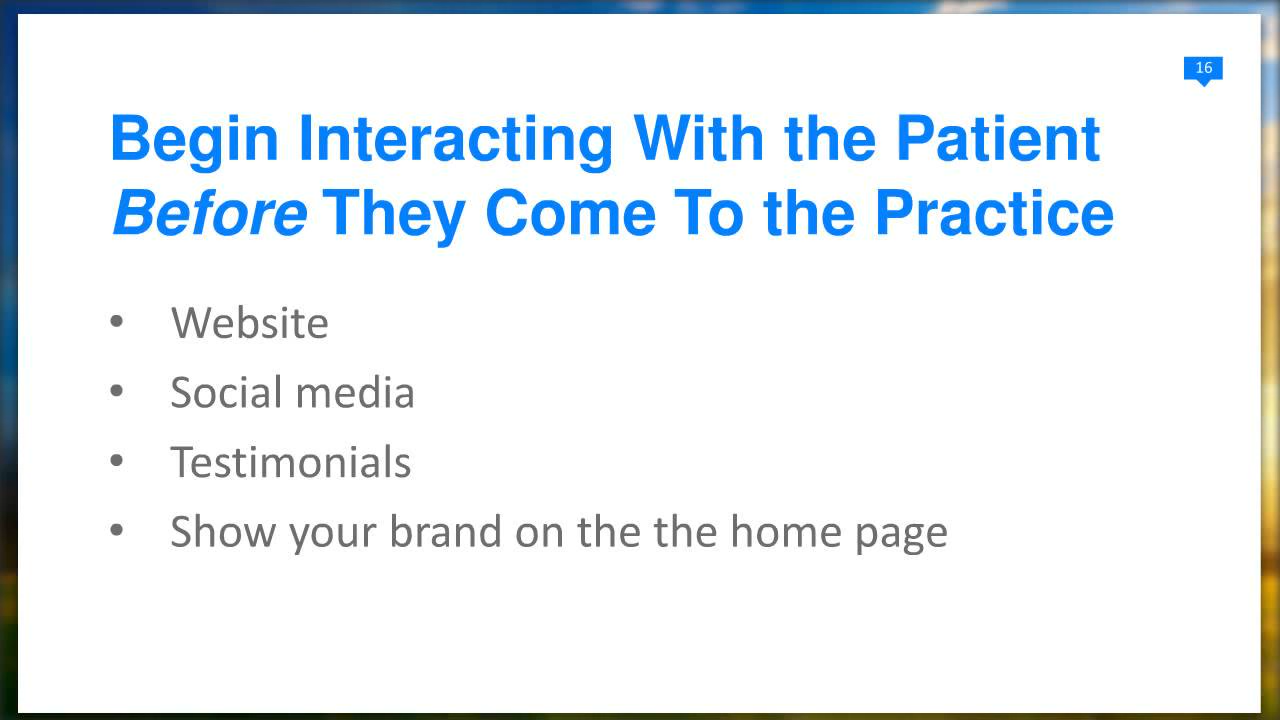 16
Begin Interacting With the Patient
Before They Come To the Practice
• Website
• Social media
• Testimonials
• Show your brand on the the home page